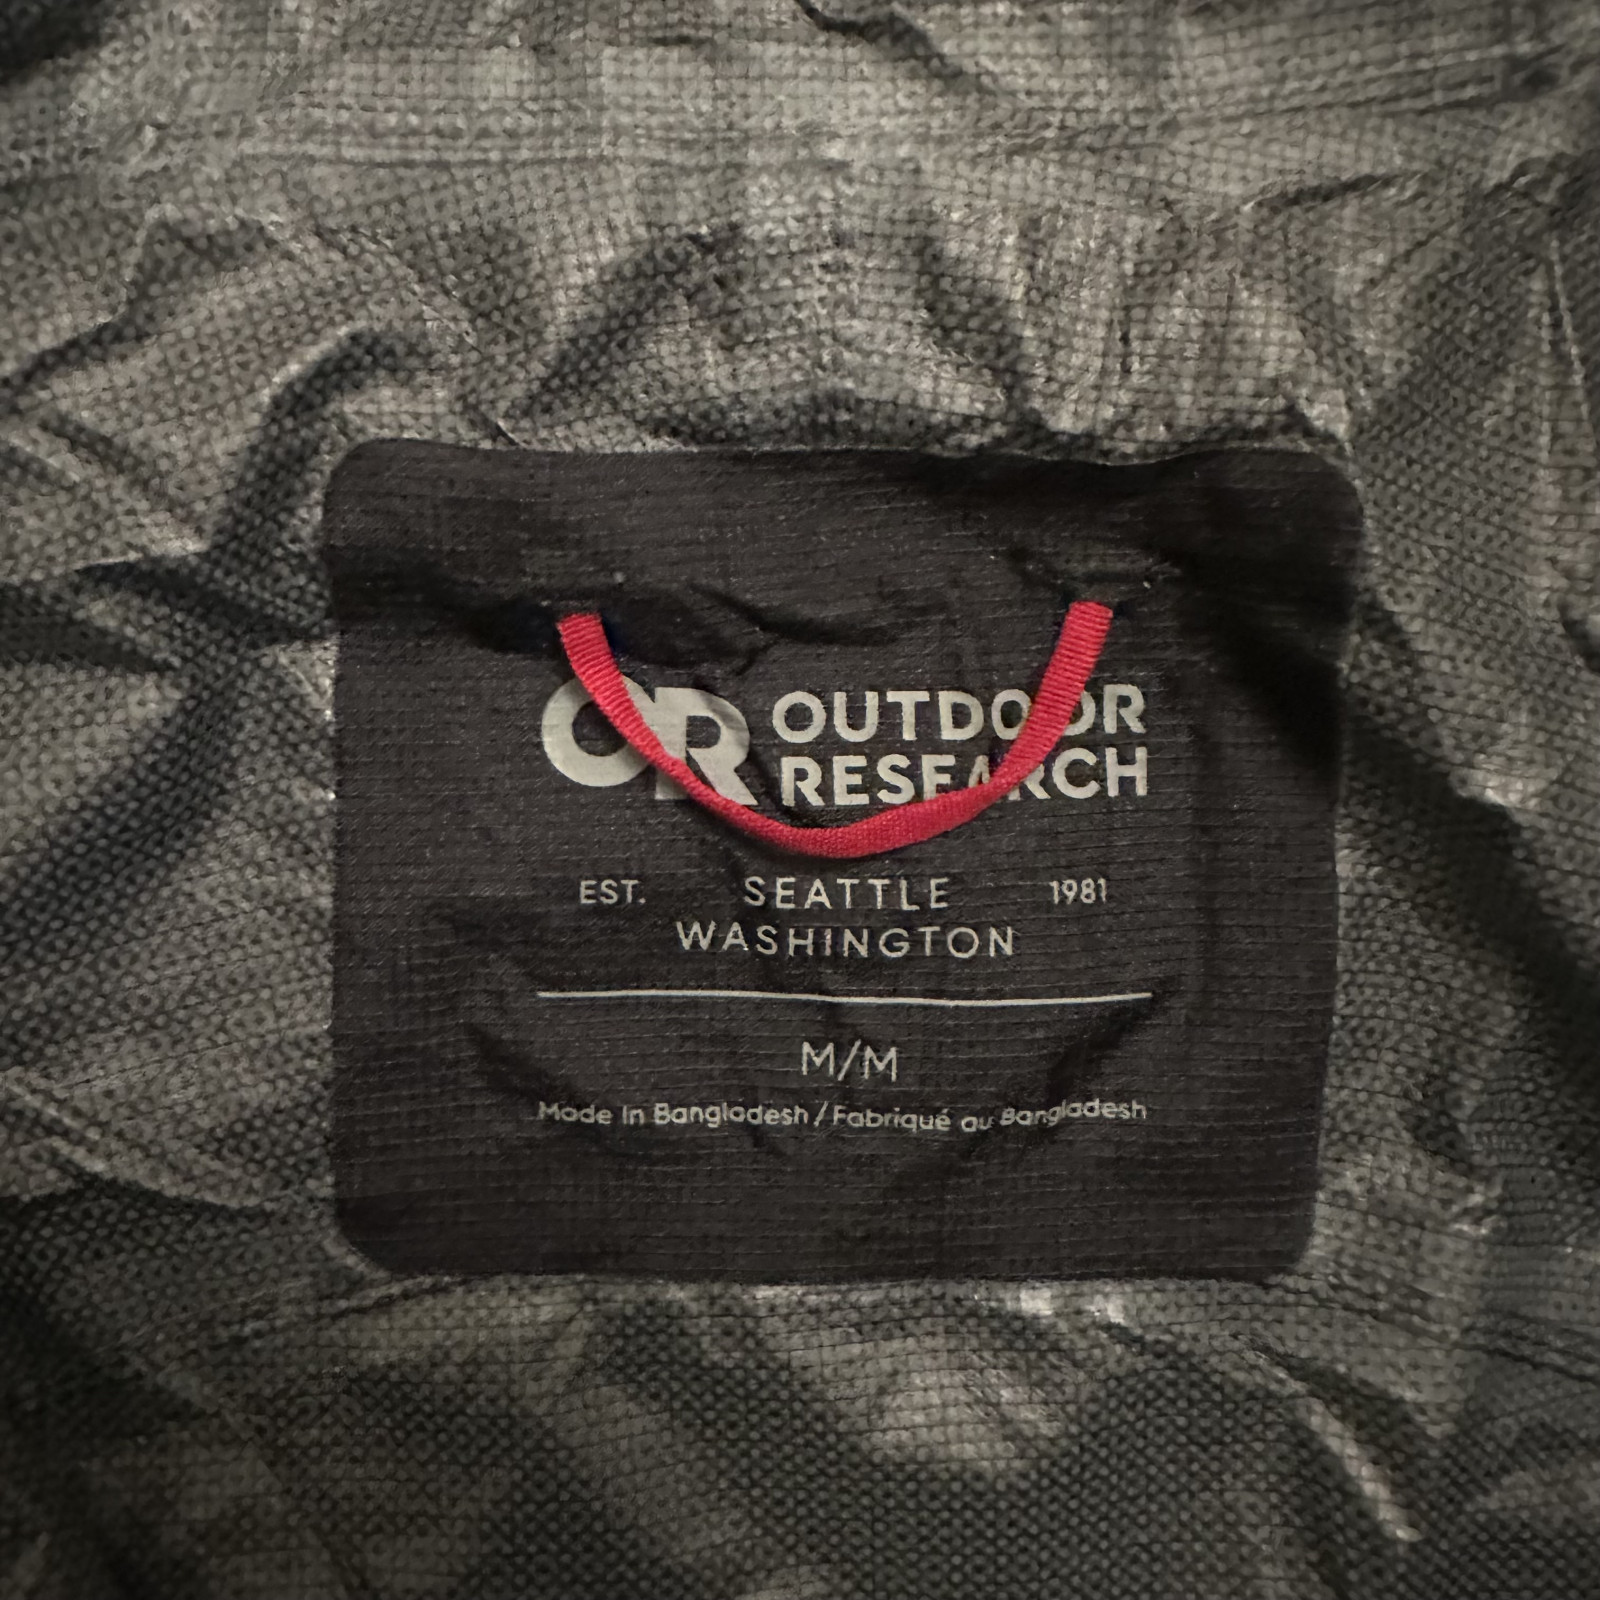 OR OUTDOOR
RESEARCH
EST. SEATTLE 1981
WASHINGTON
M/M
Made In Bangladesh / Fabriqué au Bangladesh